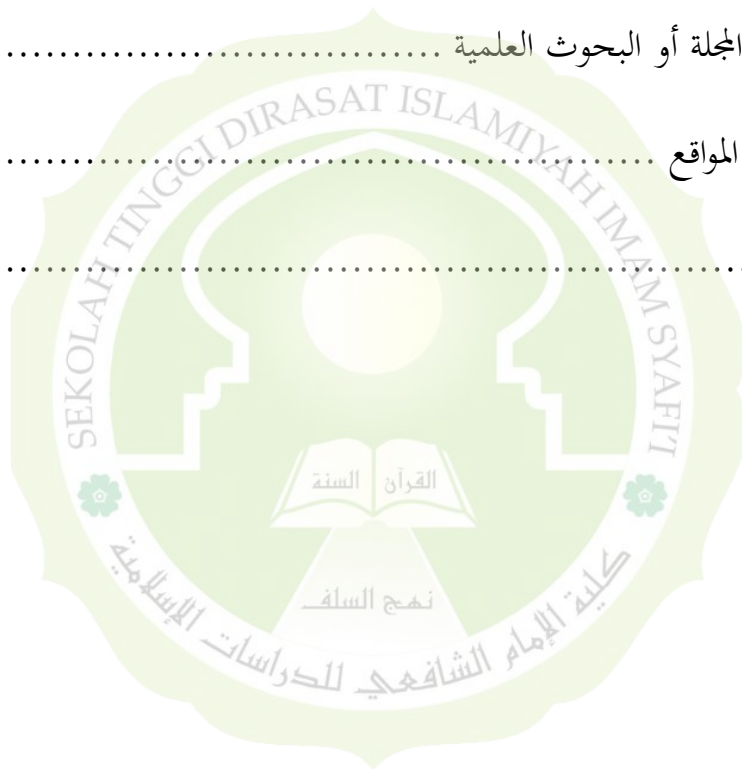 المجلة أو البحوث العلمية ..................................
المواقع ..................................................
.........................................................
SEKOLAH TINGGI DIRASAT ISLAMIYAH IMAM SYAFI'I
القرآن السنة
نهج السلف
كلية الإمام الشافعي للدراسات الإسلامية